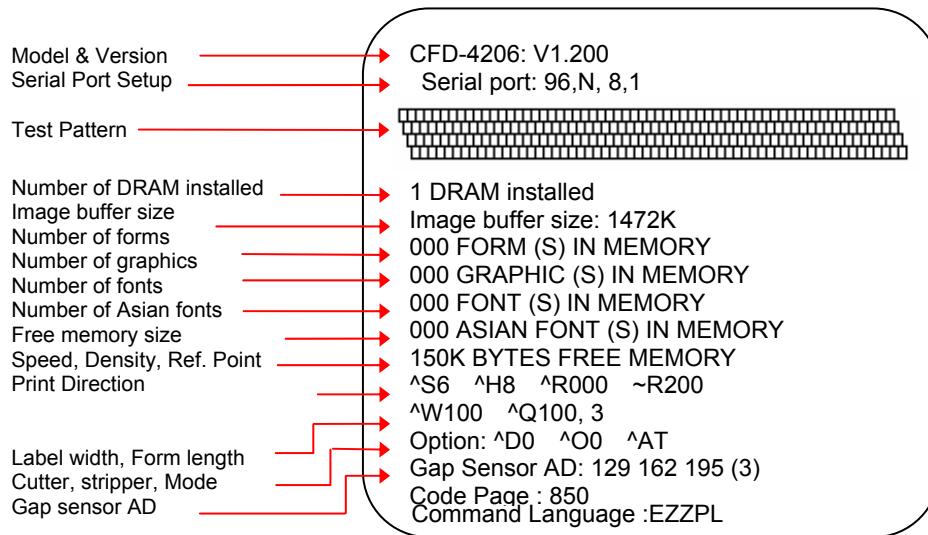 Model & Version
Serial Port Setup
Test Pattern
Number of DRAM installed
Image buffer size
Number of forms
Number of graphics
Number of fonts
Number of Asian fonts
Free memory size
Speed, Density, Ref. Point
Print Direction
Label width, Form length
Cutter, stripper, Mode
Gap sensor AD
CFD-4206: V1.200
Serial port: 96,N, 8,1
1 DRAM installed
Image buffer size: 1472K
000 FORM (S) IN MEMORY
000 GRAPHIC (S) IN MEMORY
000 FONT (S) IN MEMORY
000 ASIAN FONT (S) IN MEMORY
150K BYTES FREE MEMORY
^S6 ^H8 ^R000 ~R200
^W100 ^Q100, 3
Option: ^D0 ^O0 ^AT
Gap Sensor AD: 129 162 195 (3)
Code Page : 850
Command Language :EZZPL